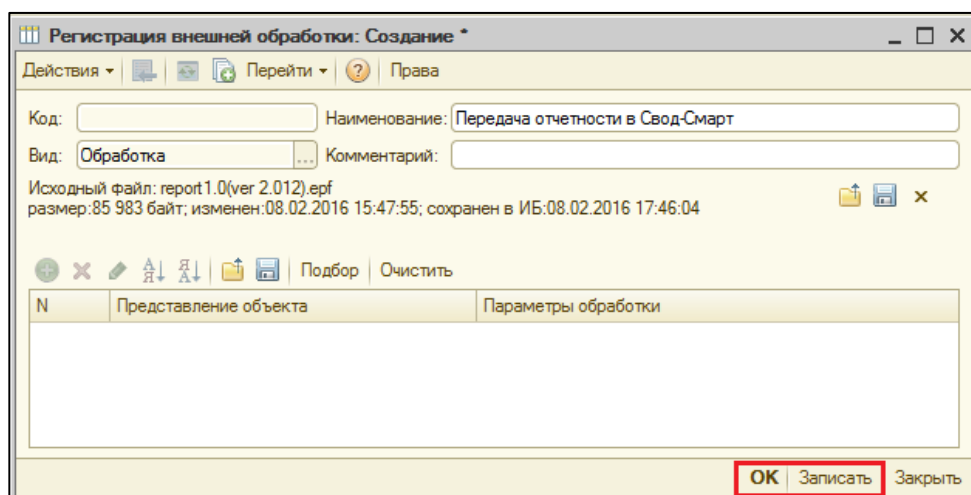 Регистрация внешней обработки: Создание *
Действия Перейти Права
Код: Наименование: Передача отчетности в Свод-Смарт
Вид: Обработка ... Комментарий:
Исходный файл: report1.0(ver 2.012).epf
размер:85 983 байт; изменен:08.02.2016 15:47:55; сохранен в ИБ:08.02.2016 17:46:04
Подбор Очистить
N Представление объекта Параметры обработки
ОК Записать Закрыть